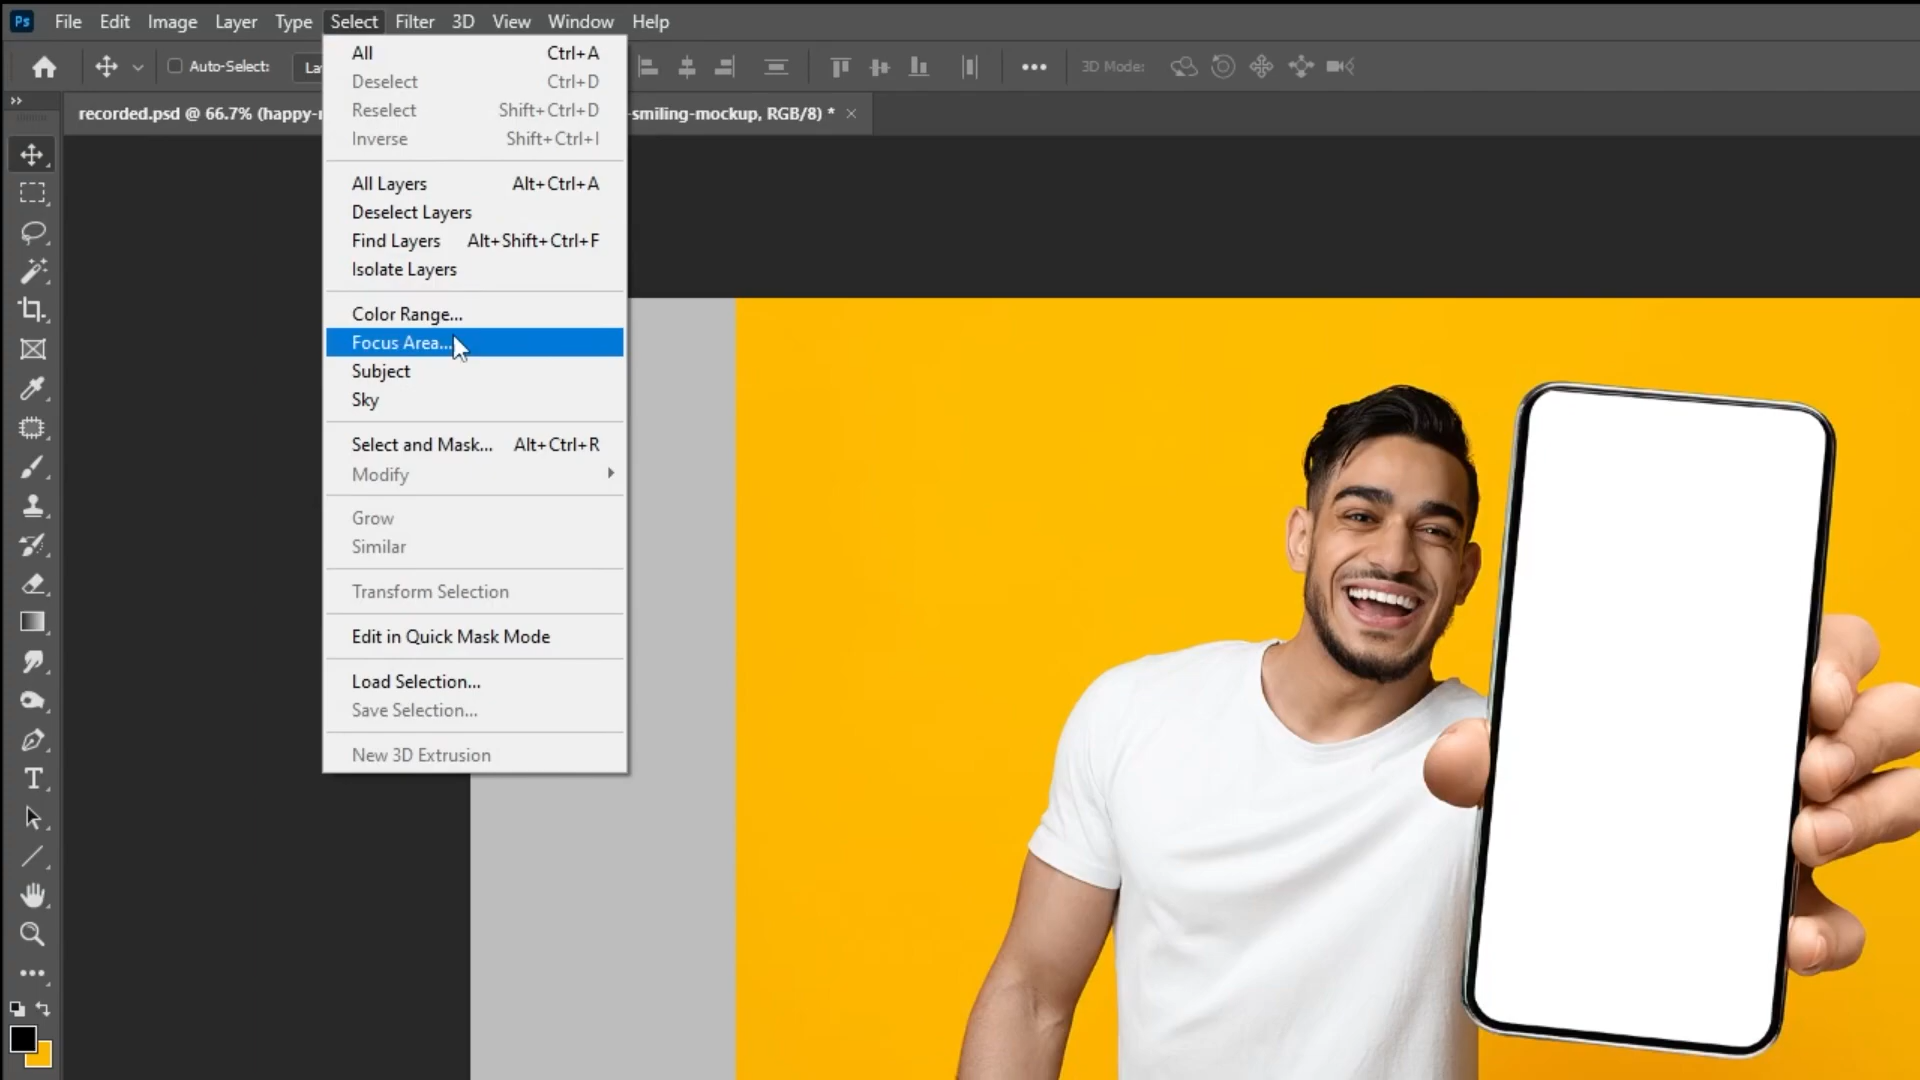 Ps File Edit Image Layer Type Select Filter 3D View Window Help
Auto-Select: La
3D Mode:
recorded.psd @ 66.7% (happy-r
-smiling-mockup, RGB/8) *
All Ctrl+A
Deselect Ctrl+D
Reselect Shift+Ctrl+D
Inverse Shift+Ctrl+I
All Layers Alt+Ctrl+A
Deselect Layers
Find Layers Alt+Shift+Ctrl+F
Isolate Layers
Color Range...
Focus Area...
Subject
Sky
Select and Mask... Alt+Ctrl+R
Modify
Grow
Similar
Transform Selection
Edit in Quick Mask Mode
Load Selection...
Save Selection...
New 3D Extrusion